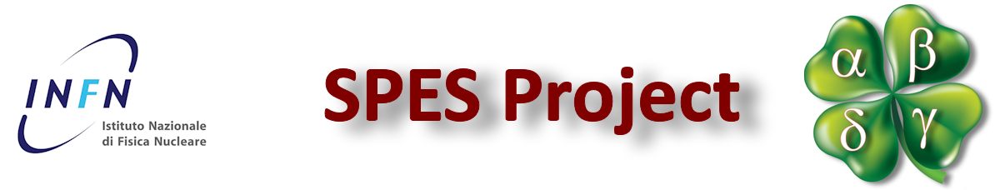 INFN
Istituto Nazionale
di Fisica Nucleare
SPES Project
α β
δ γ